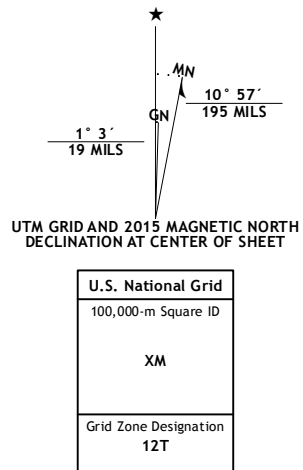 ★
MN
GN
10° 57´
195 MILS
1° 3´
19 MILS
UTM GRID AND 2015 MAGNETIC NORTH
DECLINATION AT CENTER OF SHEET
U.S. National Grid
100,000-m Square ID
XM
Grid Zone Designation
12T